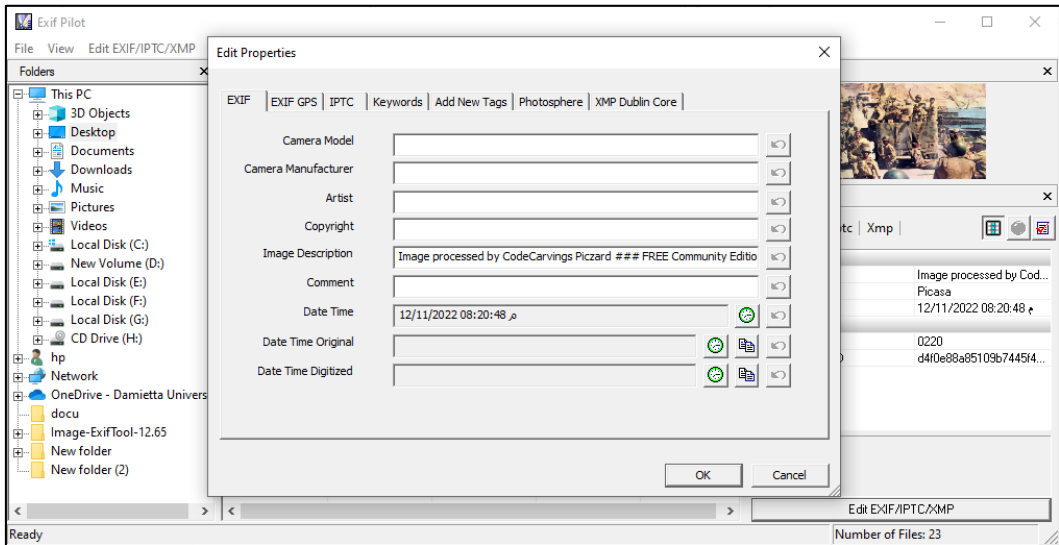 Exif Pilot
File View Edit EXIF/IPTC/XMP
Folders
This PC
3D Objects
Desktop
Documents
Downloads
Music
Pictures
Videos
Local Disk (C:)
New Volume (D:)
Local Disk (E:)
Local Disk (F:)
Local Disk (G:)
CD Drive (H:)
hp
Network
OneDrive - Damietta Univers
docu
Image-ExifTool-12.65
New folder
New folder (2)
Edit Properties
EXIF EXIF GPS IPTC Keywords Add New Tags Photosphere XMP Dublin Core
Camera Model
Camera Manufacturer
Artist
Copyright
Image Description Image processed by CodeCarvings Piczard ### FREE Community Editio
Comment
Date Time 12/11/2022 08:20:48 م
Date Time Original
Date Time Digitized
OK Cancel
Xmp
Image processed by Cod...
Picasa
12/11/2022 08:20:48 م
0220
d4f0e88a85109b7445f4...
Edit EXIF/IPTC/XMP
Ready
Number of Files: 23